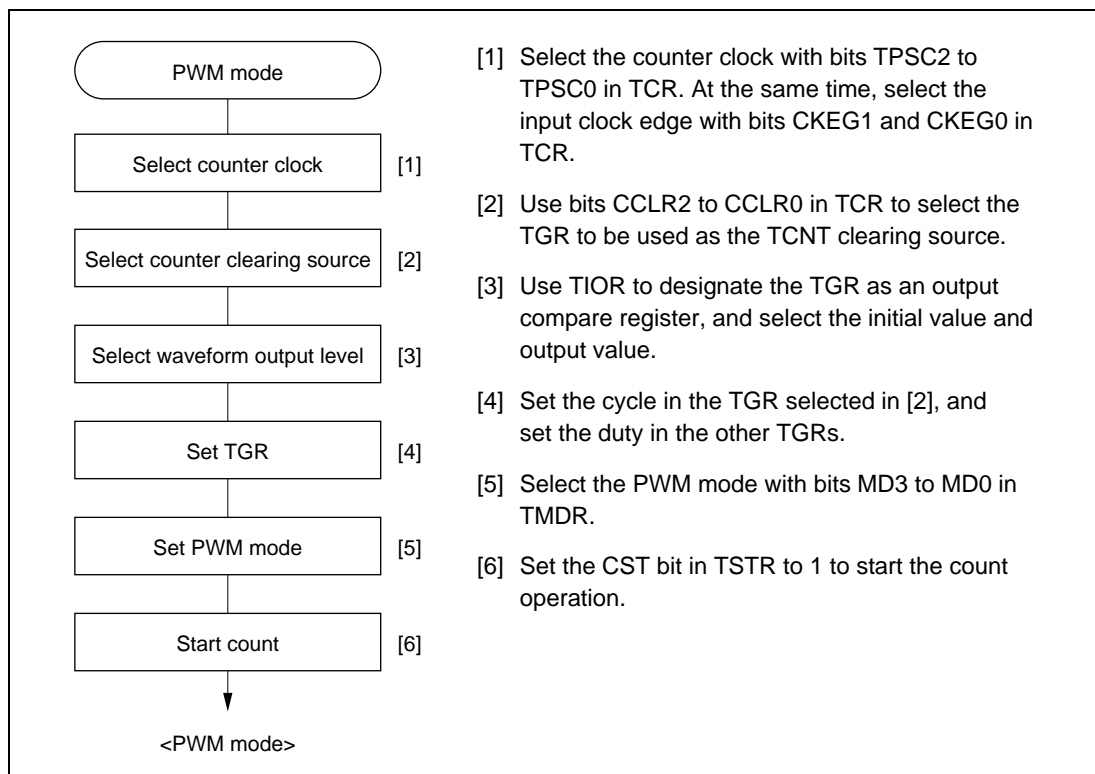 PWM mode
Select counter clock [1]
Select counter clearing source [2]
Select waveform output level [3]
Set TGR [4]
Set PWM mode [5]
Start count [6]
<PWM mode>
[1] Select the counter clock with bits TPSC2 to
TPSC0 in TCR. At the same time, select the
input clock edge with bits CKEG1 and CKEG0 in
TCR.
[2] Use bits CCLR2 to CCLR0 in TCR to select the
TGR to be used as the TCNT clearing source.
[3] Use TIOR to designate the TGR as an output
compare register, and select the initial value and
output value.
[4] Set the cycle in the TGR selected in [2], and
set the duty in the other TGRs.
[5] Select the PWM mode with bits MD3 to MD0 in
TMDR.
[6] Set the CST bit in TSTR to 1 to start the count
operation.